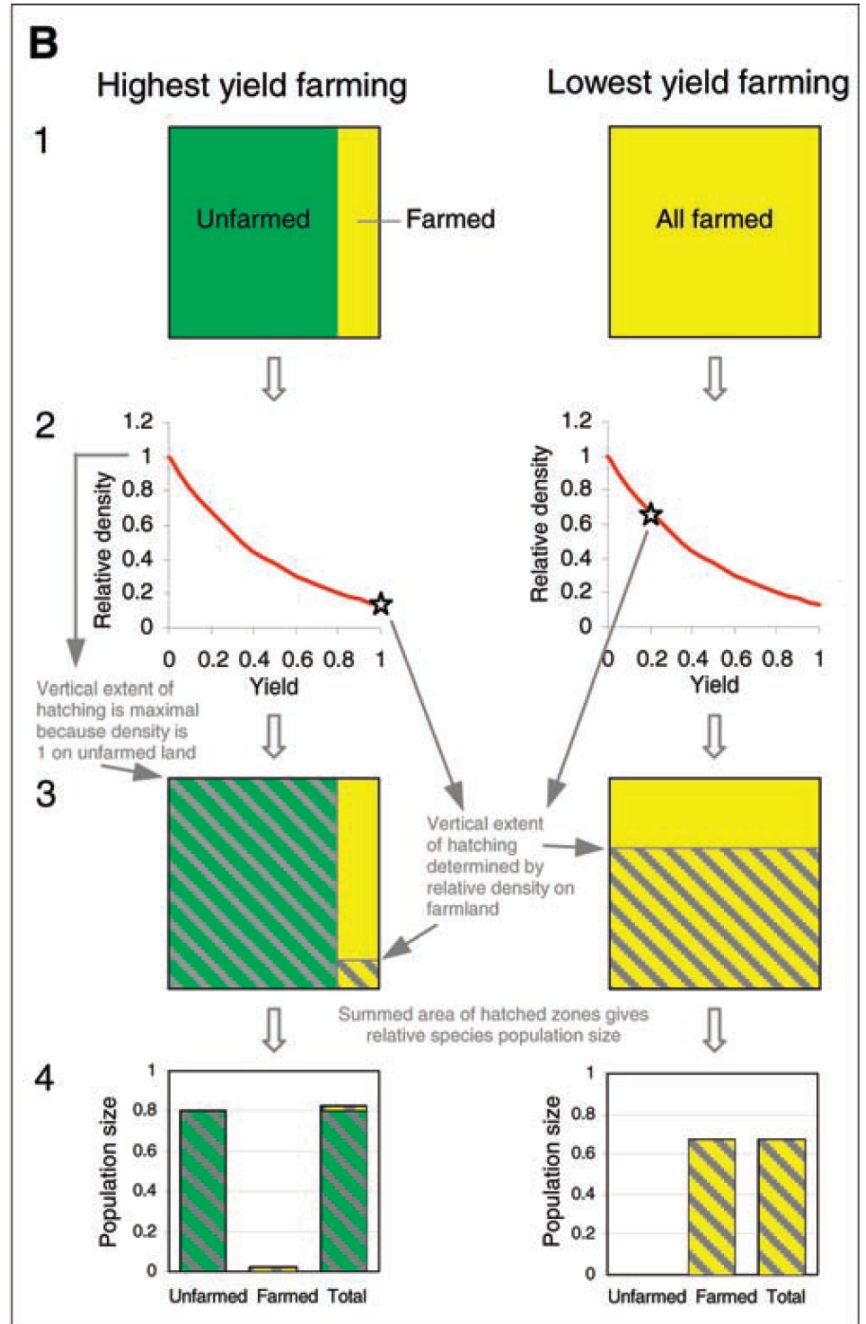 B
Highest yield farming
Lowest yield farming
1
Unfarmed
Farmed
All farmed
2
1.2
1
0.8
0.6
0.4
0.2
0
Relative density
0 0.2 0.4 0.6 0.8 1
Yield
1.2
1
0.8
0.6
0.4
0.2
0
Relative density
0 0.2 0.4 0.6 0.8 1
Yield
Vertical extent of
hatching is maximal
because density is
1 on unfarmed land
3
Vertical extent
of hatching
determined by
relative density on
farmland
Summed area of hatched zones gives
relative species population size
4
1
0.8
0.6
0.4
0.2
0
Population size
Unfarmed Farmed Total
1
0.8
0.6
0.4
0.2
0
Population size
Unfarmed Farmed Total